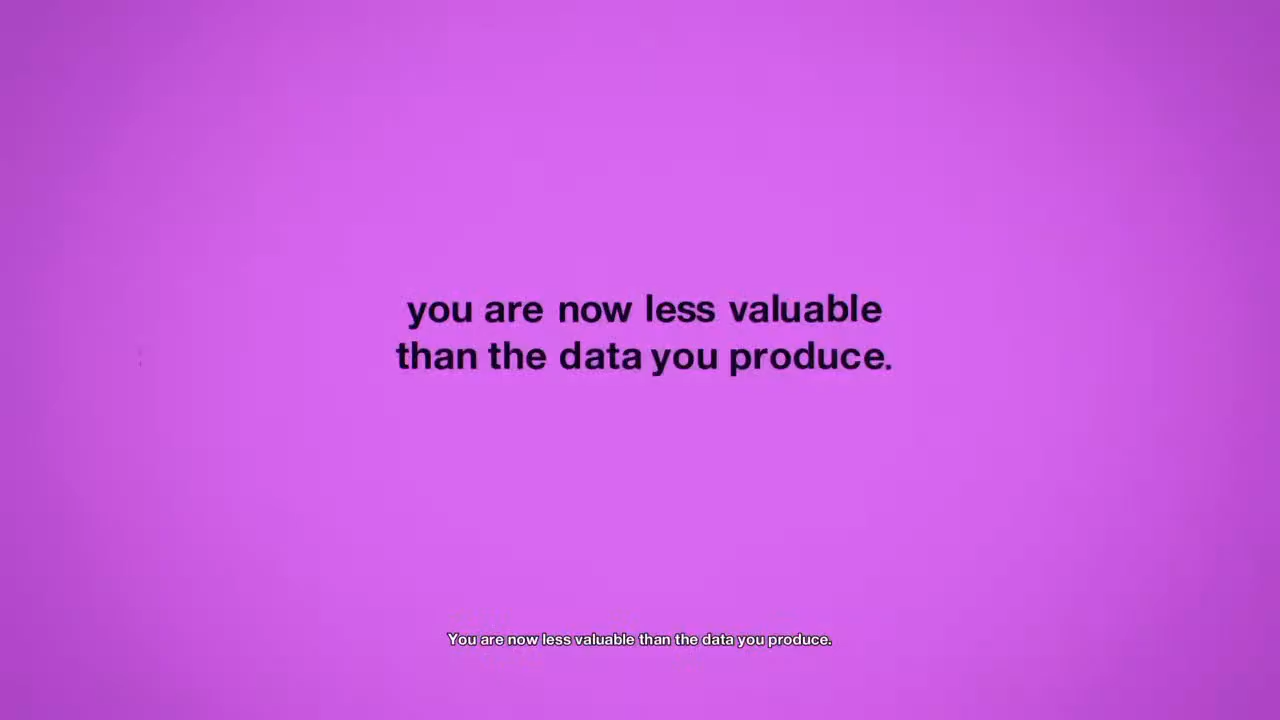 you are now less valuable
than the data you produce.
You are now less valuable than the data you produce.